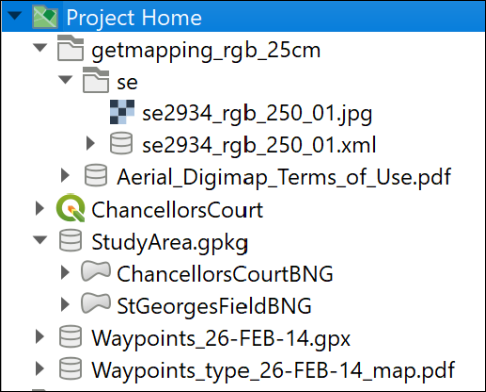 Project Home
getmapping_rgb_25cm
se
se2934_rgb_250_01.jpg
se2934_rgb_250_01.xml
Aerial_Digimap_Terms_of_Use.pdf
ChancellorsCourt
StudyArea.gpkg
ChancellorsCourtBNG
StGeorgesFieldBNG
Waypoints_26-FEB-14.gpx
Waypoints_type_26-FEB-14_map.pdf